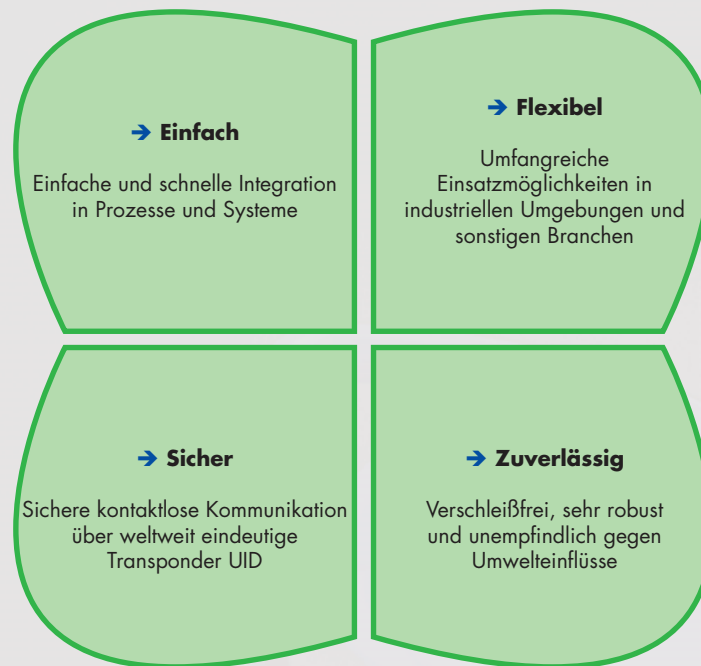 ➔ Einfach
Einfache und schnelle Integration
in Prozesse und Systeme
➔ Flexibel
Umfangreiche
Einsatzmöglichkeiten in
industriellen Umgebungen und
sonstigen Branchen
➔ Sicher
Sichere kontaktlose Kommunikation
über weltweit eindeutige
Transponder UID
➔ Zuverlässig
Verschleißfrei, sehr robust
und unempfindlich gegen
Umwelteinflüsse